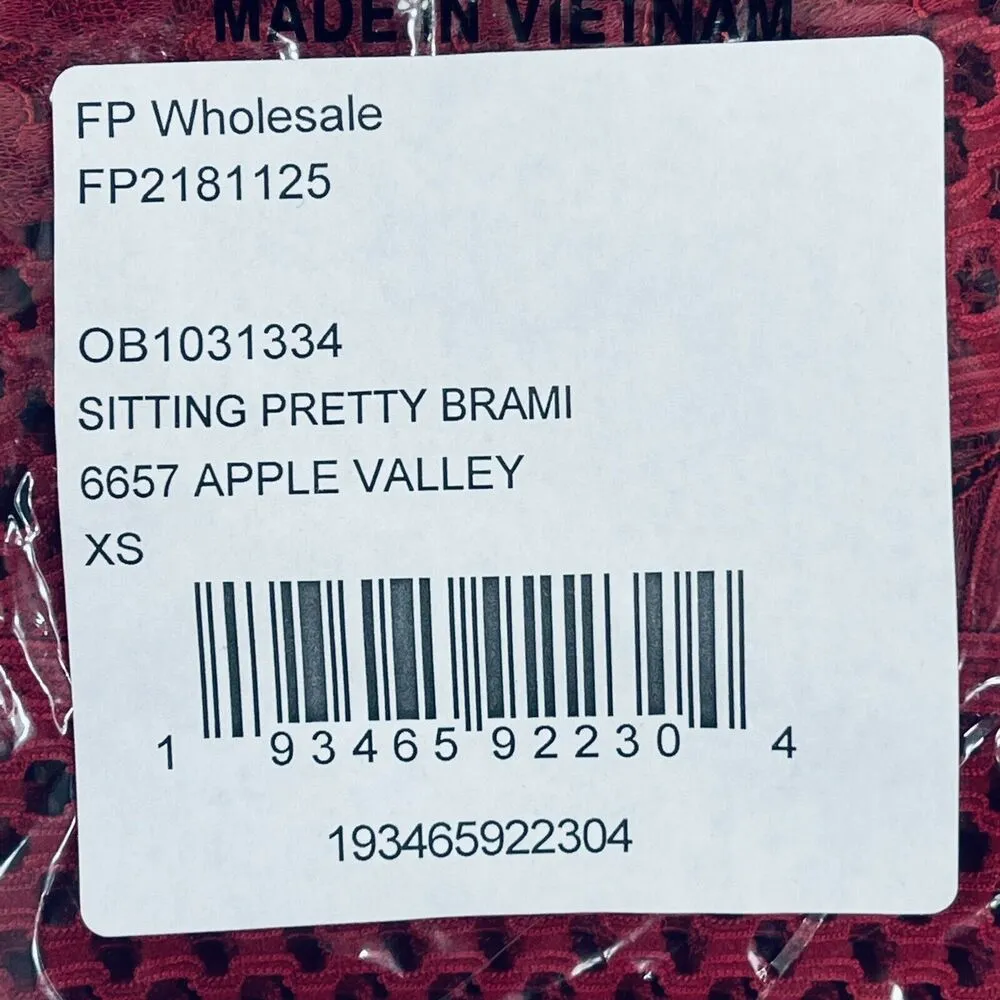 MADE IN VIETNAM
FP Wholesale
FP2181125
OB1031334
SITTING PRETTY BRAMI
6657 APPLE VALLEY
XS
1 93465 92230 4
193465922304